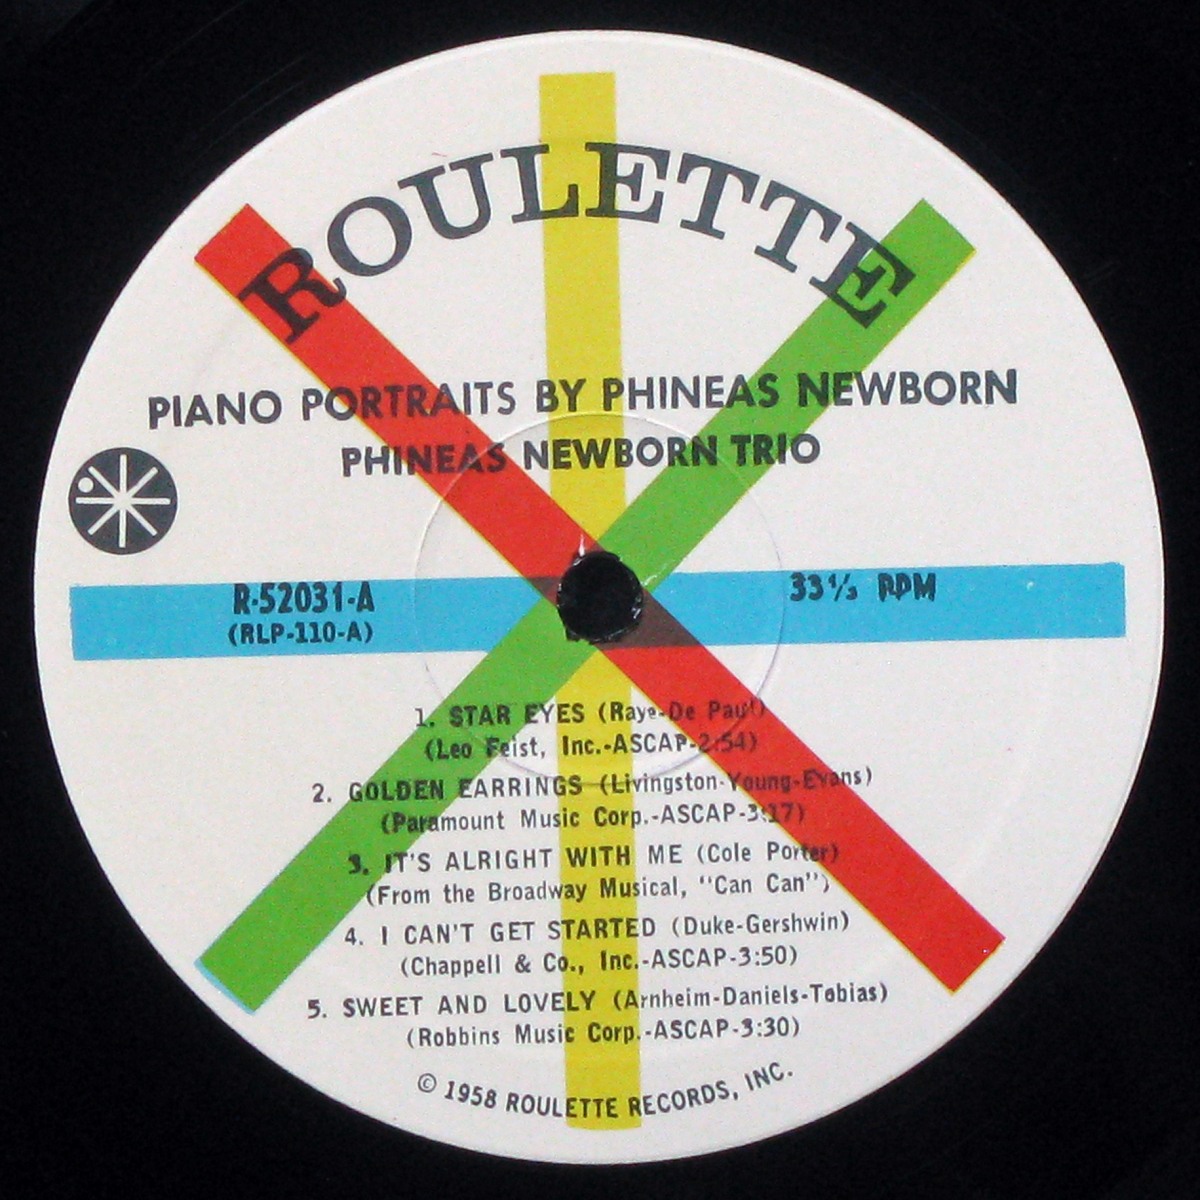 ROULETTE
PIANO PORTRAITS BY PHINEAS NEWBORN
PHINEAS NEWBORN TRIO
R-52031-A
(RLP-110-A)
33⅓ RPM
1. STAR EYES (Raye-De Paul)
(Leo Feist, Inc.-ASCAP-2:54)
2. GOLDEN EARRINGS (Livingston-Young-Evans)
(Paramount Music Corp.-ASCAP-3:17)
3. IT'S ALRIGHT WITH ME (Cole Porter)
(From the Broadway Musical, "Can Can")
4. I CAN'T GET STARTED (Duke-Gershwin)
(Chappell & Co., Inc.-ASCAP-3:50)
5. SWEET AND LOVELY (Arnheim-Daniels-Tobias)
(Robbins Music Corp.-ASCAP-3:30)
© 1958 ROULETTE RECORDS, INC.